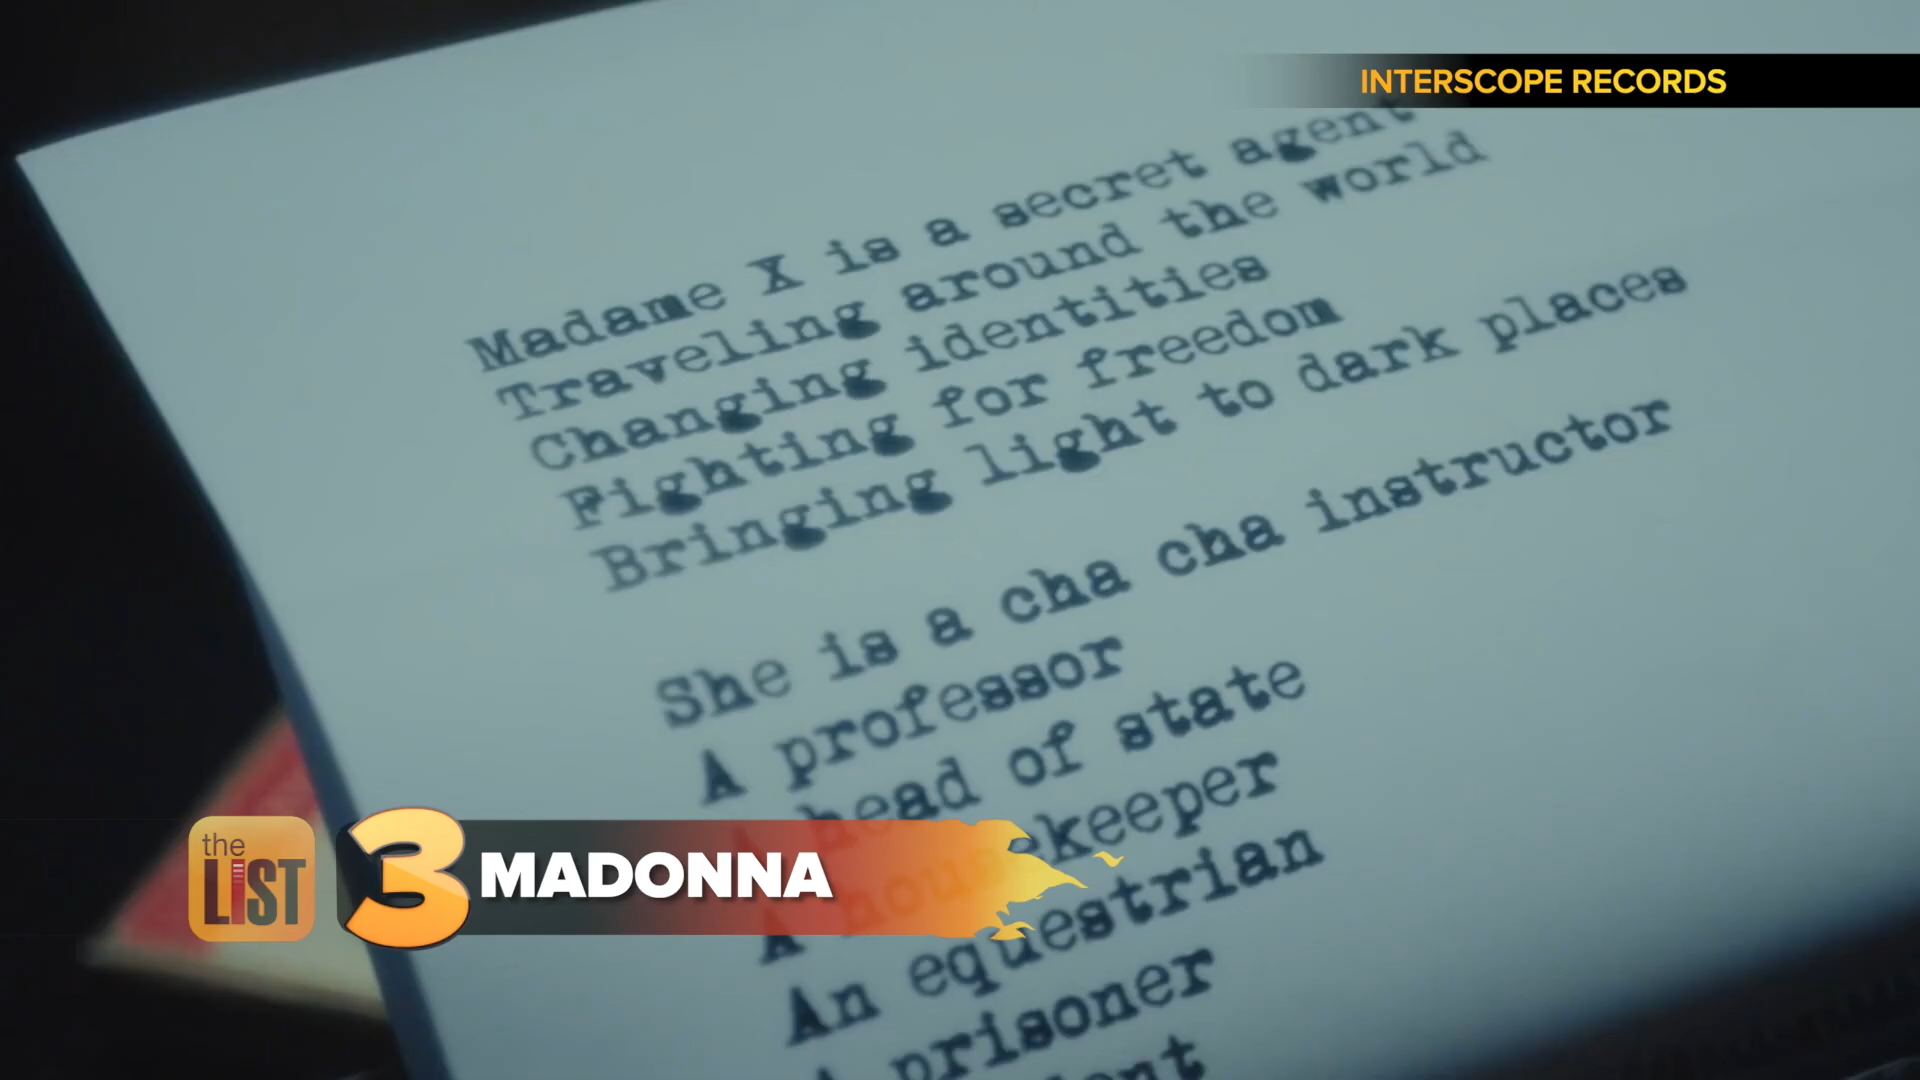 INTERSCOPE RECORDS
Madame X is a secret agent
Traveling around the world
Changing identities
Fighting for freedom
Bringing light to dark places
She is a cha cha instructor
A professor
A head of state
A housekeeper
An equestrian
A prisoner
the LIST
3 MADONNA